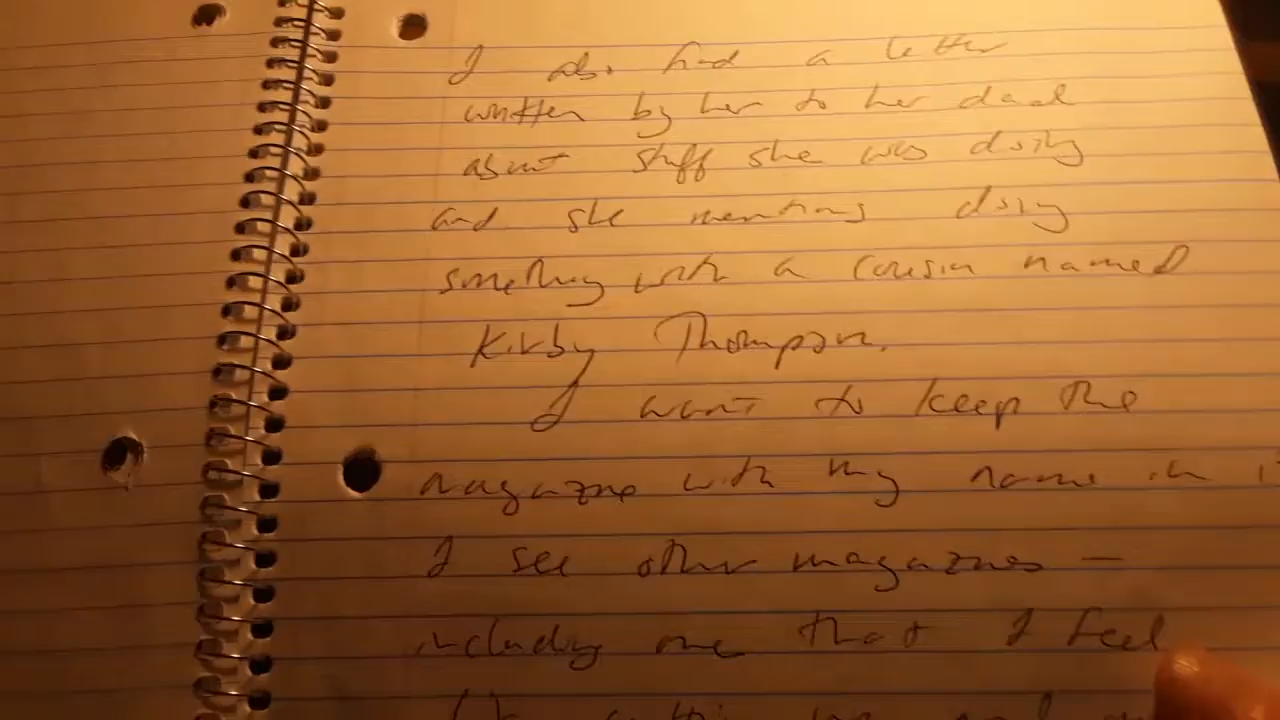 I also find a letter
written by her to her dad
about stuff she was doing
and she mentions doing
something with a cousin named
Kirby Thompson.
I want to keep the
magazine with my name in
I see other magazines —
including one that I feel